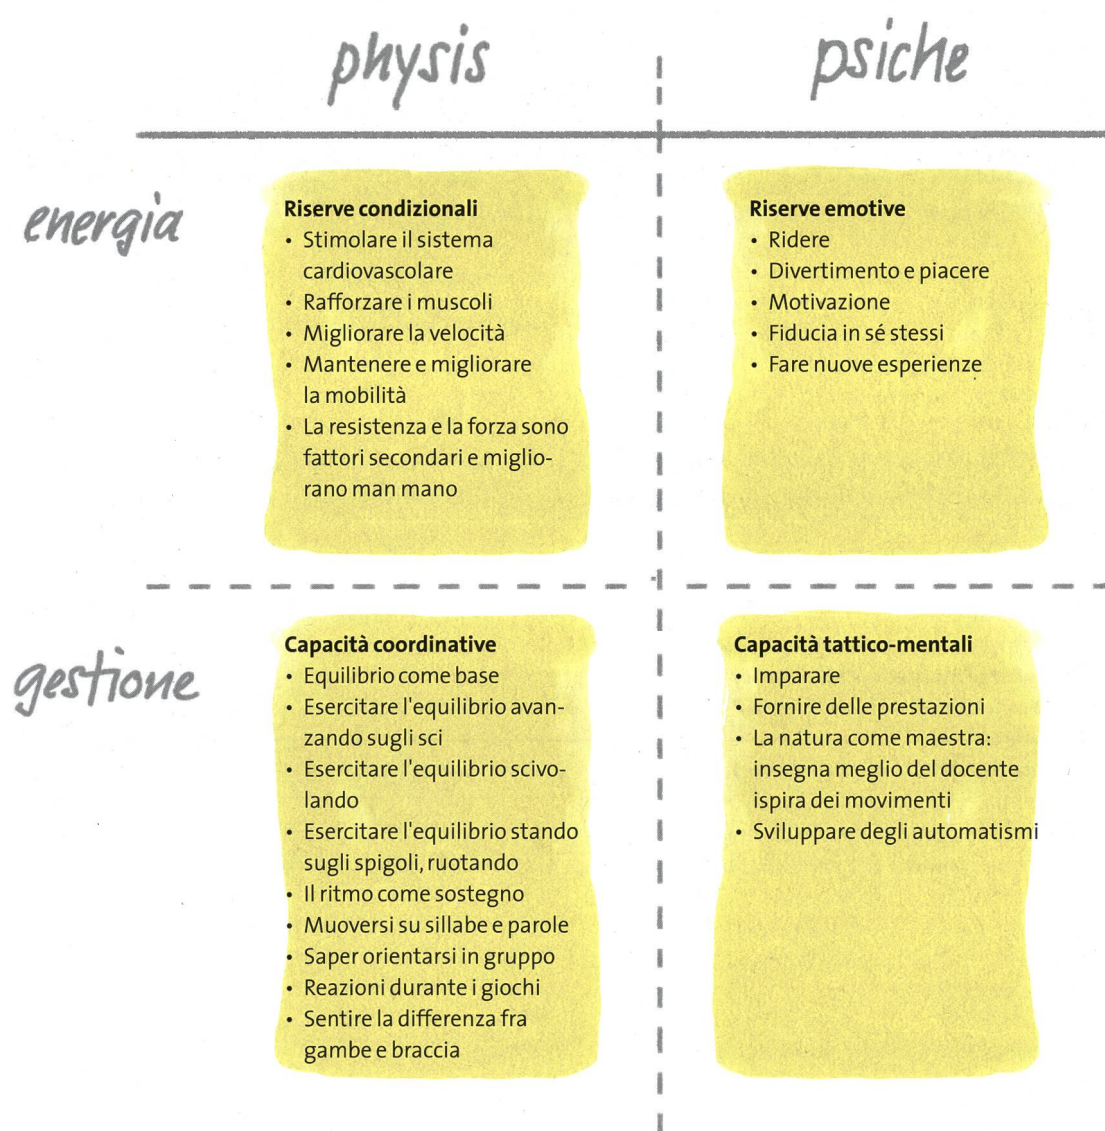 physis
psiche
energia
Riserve condizionali
• Stimolare il sistema
cardiovascolare
• Rafforzare i muscoli
• Migliorare la velocità
• Mantenere e migliorare
la mobilità
• La resistenza e la forza sono
fattori secondari e miglio-
rano man mano
Riserve emotive
• Ridere
• Divertimento e piacere
• Motivazione
• Fiducia in sé stessi
• Fare nuove esperienze
gestione
Capacità coordinative
• Equilibrio come base
• Esercitare l'equilibrio avan-
zando sugli sci
• Esercitare l'equilibrio scivo-
lando
• Esercitare l'equilibrio stando
sugli spigoli, ruotando
• Il ritmo come sostegno
• Muoversi su sillabe e parole
• Saper orientarsi in gruppo
• Reazioni durante i giochi
• Sentire la differenza fra
gambe e braccia
Capacità tattico-mentali
• Imparare
• Fornire delle prestazioni
• La natura come maestra:
insegna meglio del docente
ispira dei movimenti
• Sviluppare degli automatismi